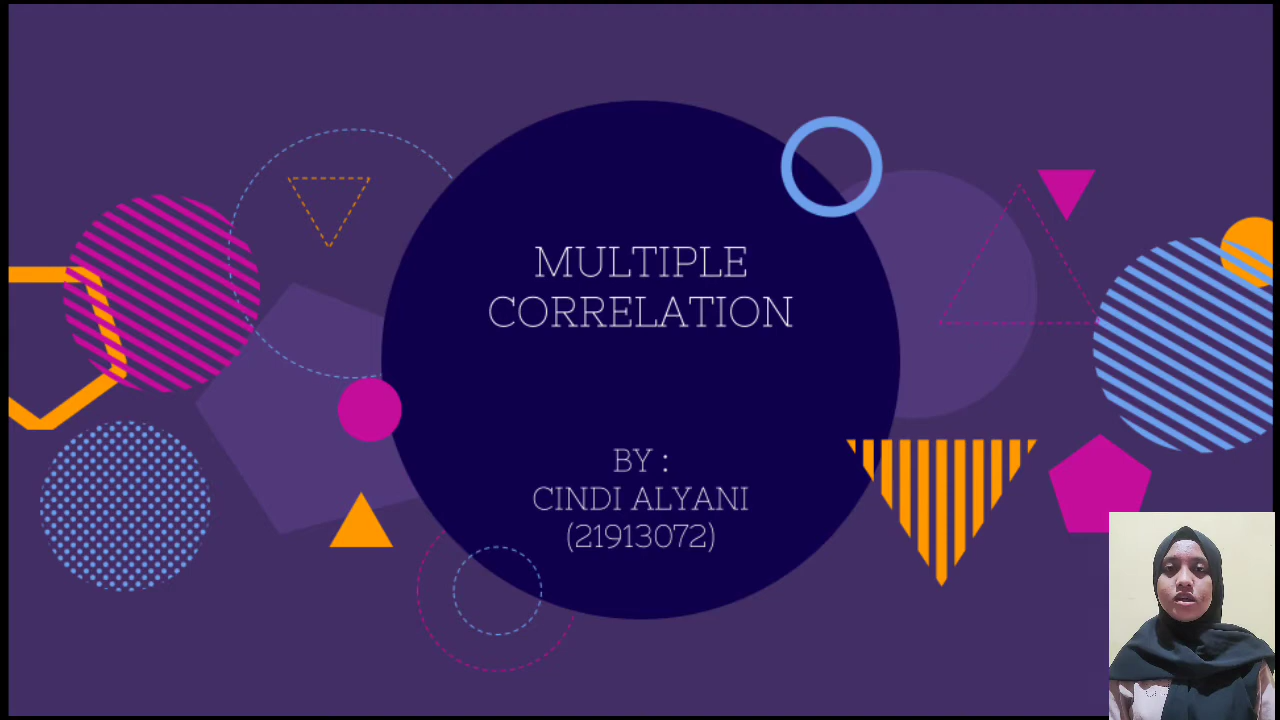 MULTIPLE
CORRELATION
BY :
CINDI ALYANI
(21913072)